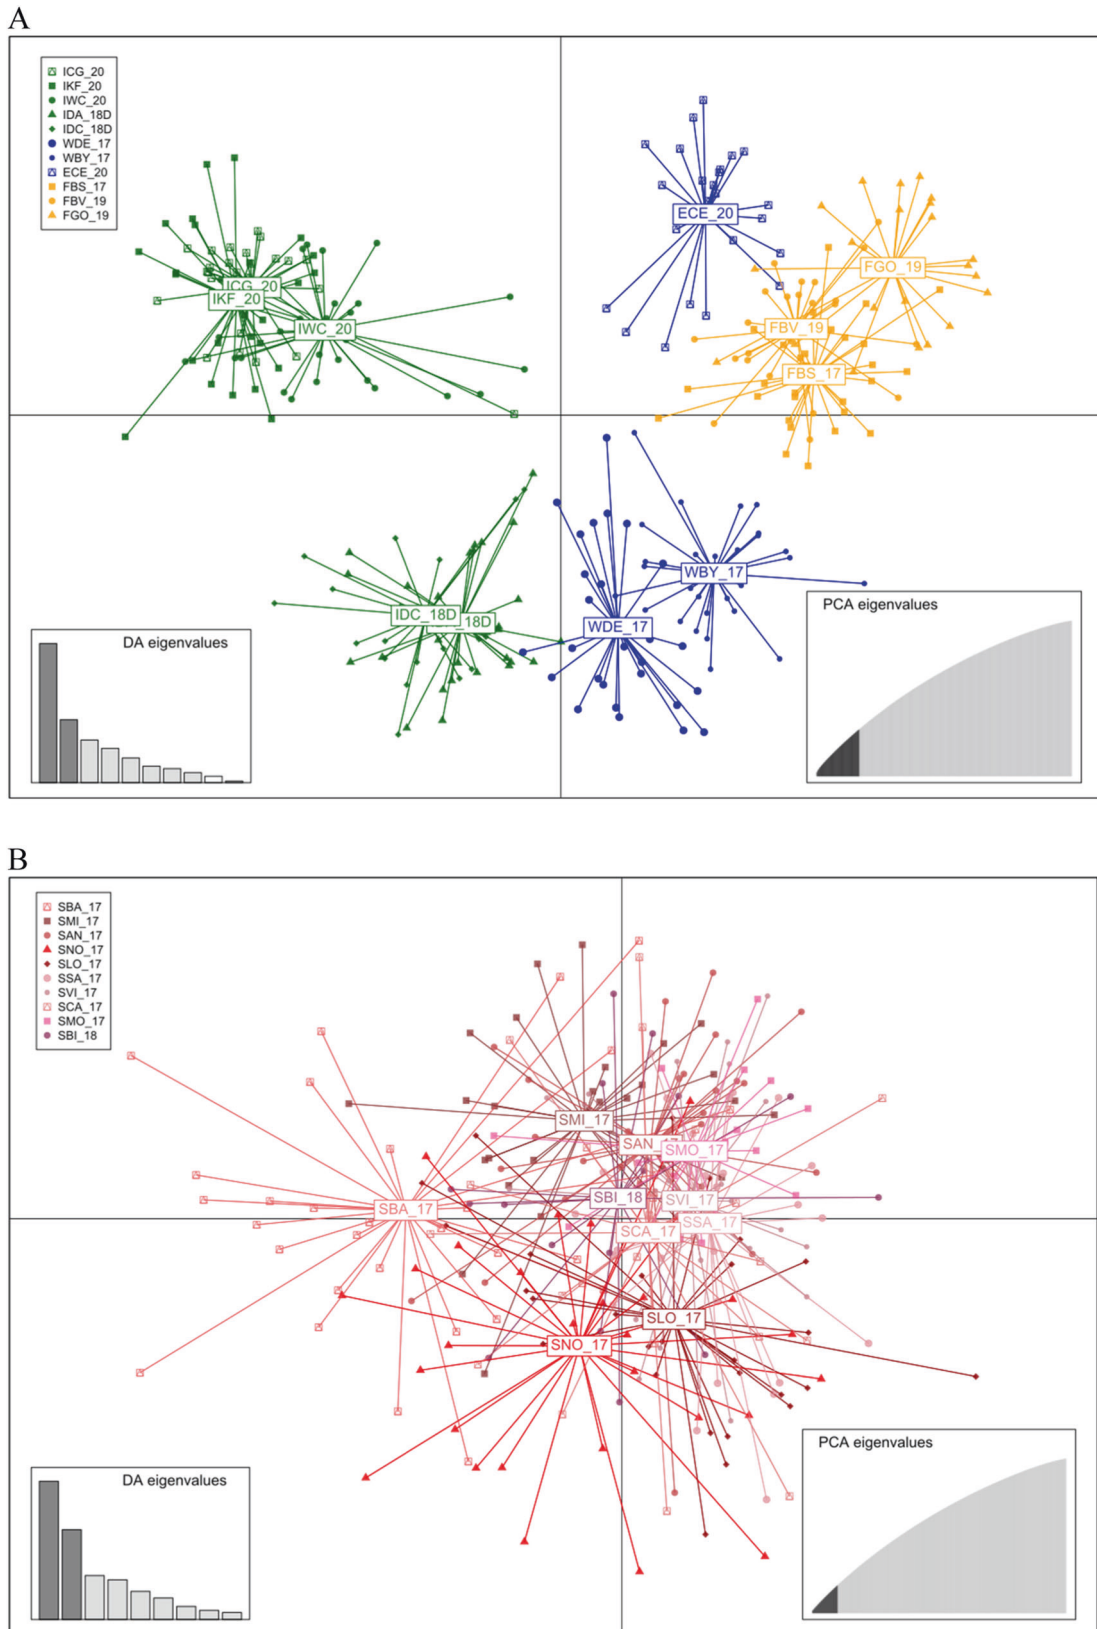 A
ICG_20
IKF_20
IWC_20
IDA_18D
IDC_18D
WDE_17
WBY_17
ECE_20
FBS_17
FBV_19
FGO_19
ECE_20
FGO_19
ICG_20
IKF_20
IWC_20
FBV_19
FBS_17
WBY_17
IDC_18D
18D
WDE_17
DA eigenvalues
PCA eigenvalues
B
SBA_17
SMI_17
SAN_17
SNO_17
SLO_17
SSA_17
SVI_17
SCA_17
SMO_17
SBI_18
SMI_17
SAN_17
SMO_17
SBI_18
SVI_17
SBA_17
SCA_17
SSA_17
SLO_17
SNO_17
DA eigenvalues
PCA eigenvalues